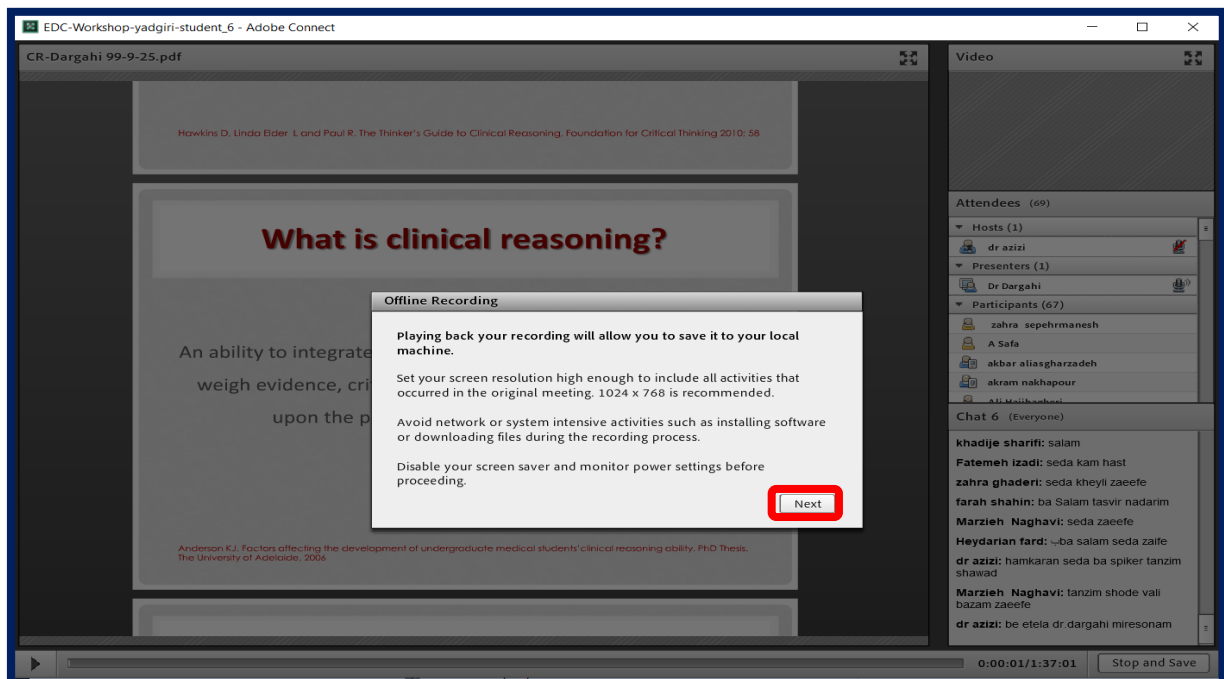 EDC-Workshop-yadgiri-student_6 - Adobe Connect
CR-Dargahi 99-9-25.pdf
Hawkins D, Linda Elder L and Paul R. The Thinker's Guide to Clinical Reasoning. Foundation for Critical Thinking 2010: 58
What is clinical reasoning?
An ability to integrate
weigh evidence, cri
upon the p
Anderson KJ. Factors affecting the development of undergraduate medical students' clinical reasoning ability. PhD Thesis.
The University of Adelaide, 2006
Offline Recording
Playing back your recording will allow you to save it to your local
machine.
Set your screen resolution high enough to include all activities that
occurred in the original meeting. 1024 x 768 is recommended.
Avoid network or system intensive activities such as installing software
or downloading files during the recording process.
Disable your screen saver and monitor power settings before
proceeding.
Next
Video
Attendees (69)
Hosts (1)
dr azizi
Presenters (1)
Dr Dargahi
Participants (67)
zahra sepehrmanesh
A Safa
akbar aliasgharzadeh
akram nakhapour
Chat 6 (Everyone)
khadije sharifi: salam
Fatemeh izadi: seda kam hast
zahra ghaderi: seda kheyli zaeefe
farah shahin: ba Salam tasvir nadarim
Marzieh Naghavi: seda zaeefe
Heydarian fard: بba salam seda zaife
dr azizi: hamkaran seda ba spiker tanzim
shawad
Marzieh Naghavi: tanzim shode vali
bazam zaeefe
dr azizi: be etela dr.dargahi miresonam
0:00:01/1:37:01
Stop and Save